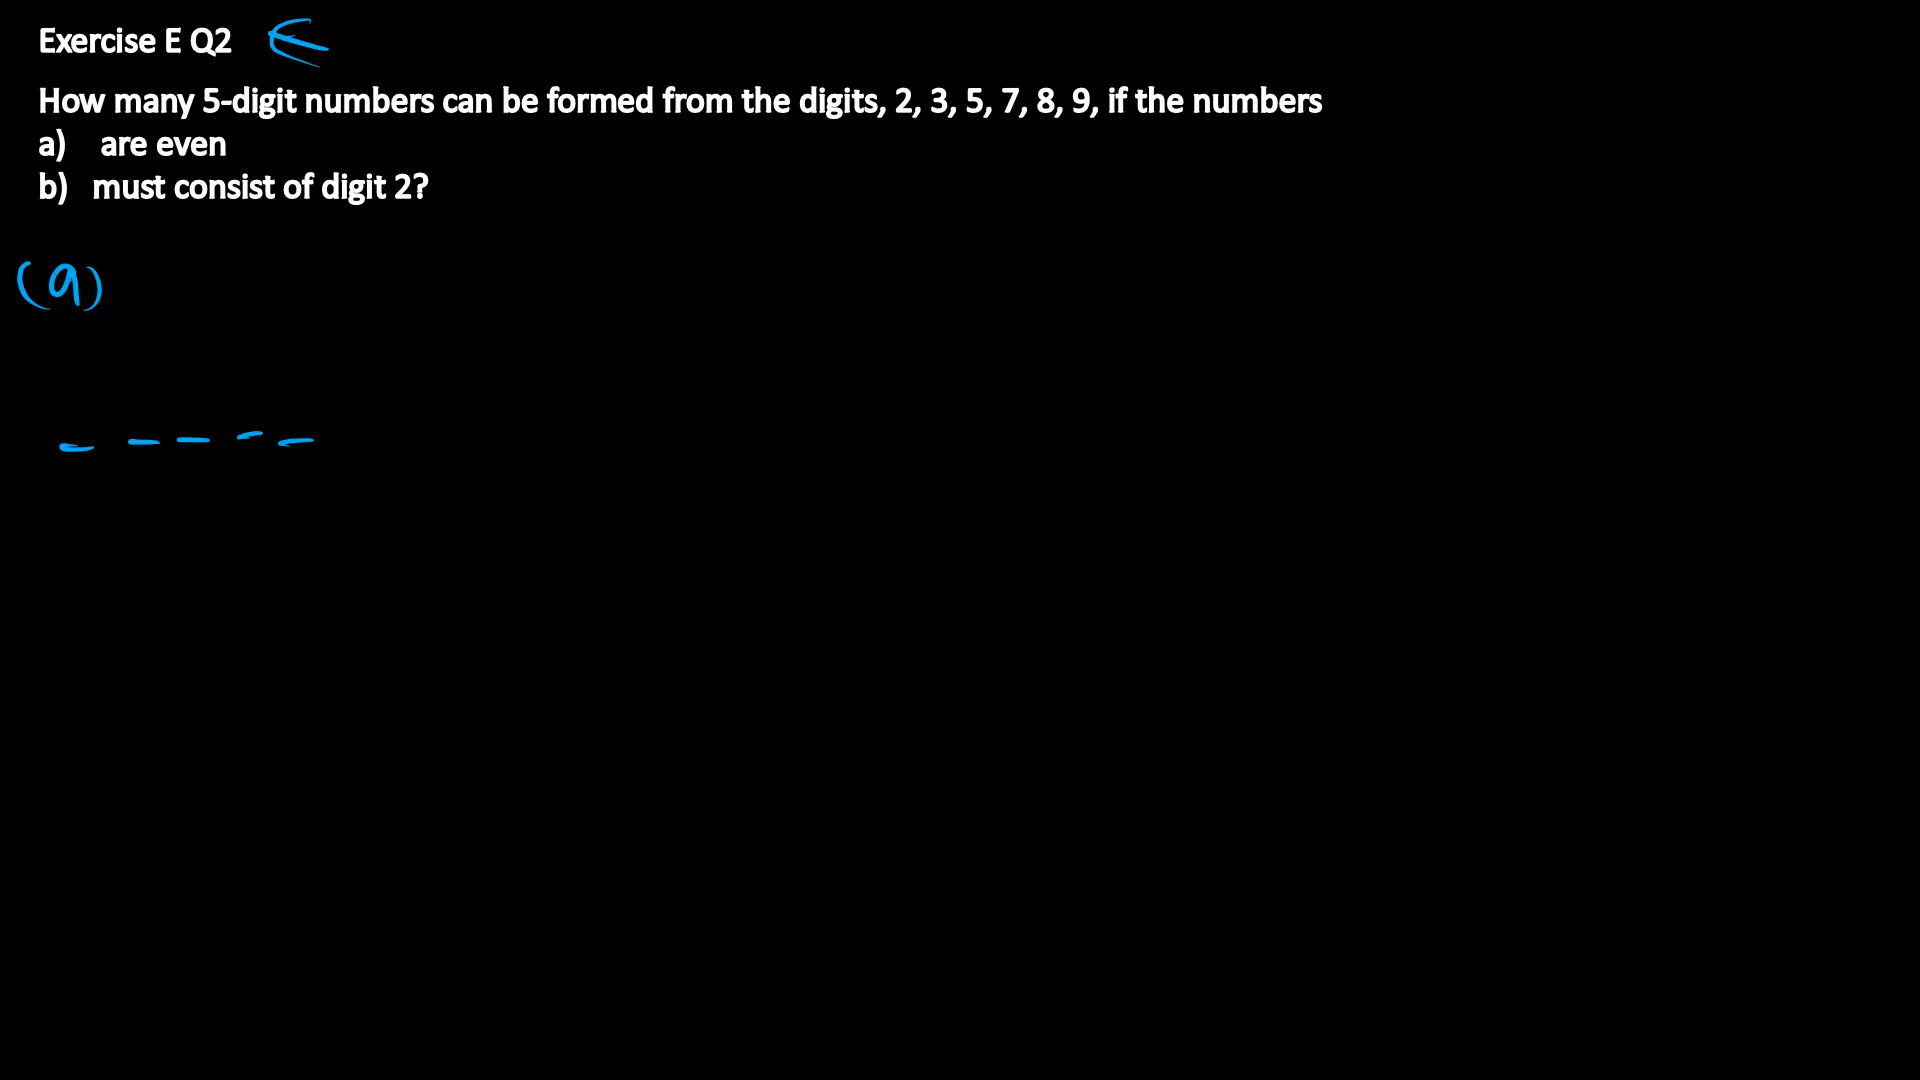 Exercise E Q2
How many 5-digit numbers can be formed from the digits, 2, 3, 5, 7, 8, 9, if the numbers
a) are even
b) must consist of digit 2?
(a)
_ _ _ _ _